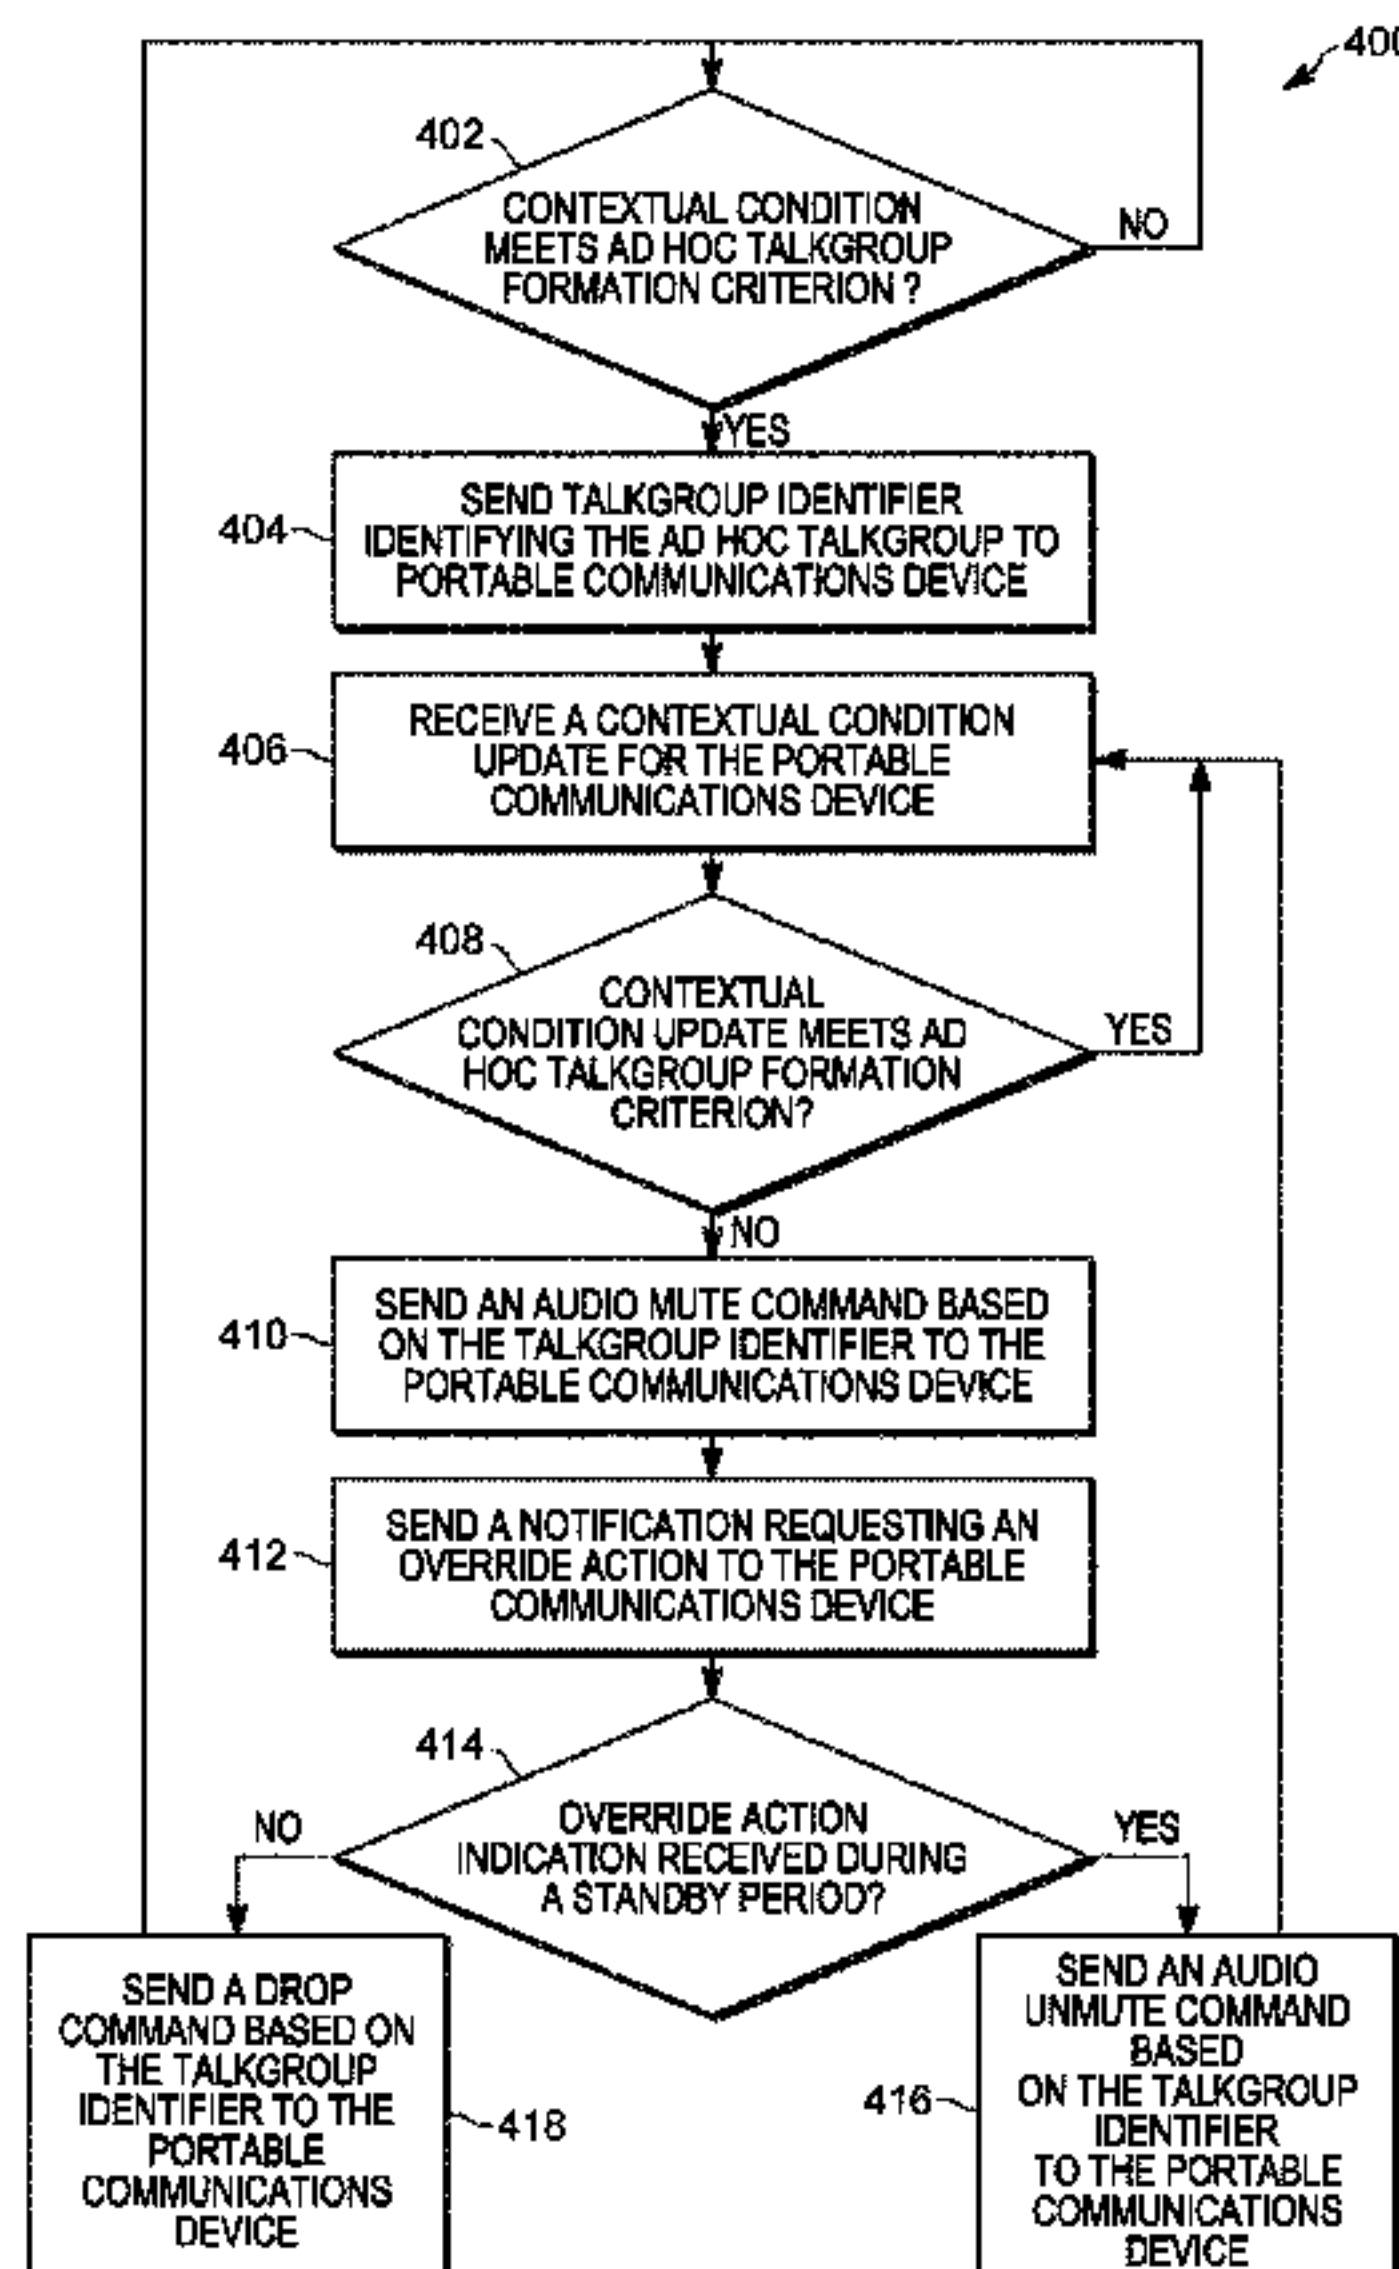 400
402
CONTEXTUAL CONDITION
MEETS AD HOC TALKGROUP
FORMATION CRITERION ?
NO
YES
404
SEND TALKGROUP IDENTIFIER
IDENTIFYING THE AD HOC TALKGROUP TO
PORTABLE COMMUNICATIONS DEVICE
406
RECEIVE A CONTEXTUAL CONDITION
UPDATE FOR THE PORTABLE
COMMUNICATIONS DEVICE
408
CONTEXTUAL
CONDITION UPDATE MEETS AD
HOC TALKGROUP FORMATION
CRITERION?
YES
NO
410
SEND AN AUDIO MUTE COMMAND BASED
ON THE TALKGROUP IDENTIFIER TO THE
PORTABLE COMMUNICATIONS DEVICE
412
SEND A NOTIFICATION REQUESTING AN
OVERRIDE ACTION TO THE PORTABLE
COMMUNICATIONS DEVICE
414
OVERRIDE ACTION
INDICATION RECEIVED DURING
A STANDBY PERIOD?
NO
YES
SEND A DROP
COMMAND BASED ON
THE TALKGROUP
IDENTIFIER TO THE
PORTABLE
COMMUNICATIONS
DEVICE
418
416
SEND AN AUDIO
UNMUTE COMMAND
BASED
ON THE TALKGROUP
IDENTIFIER
TO THE PORTABLE
COMMUNICATIONS
DEVICE